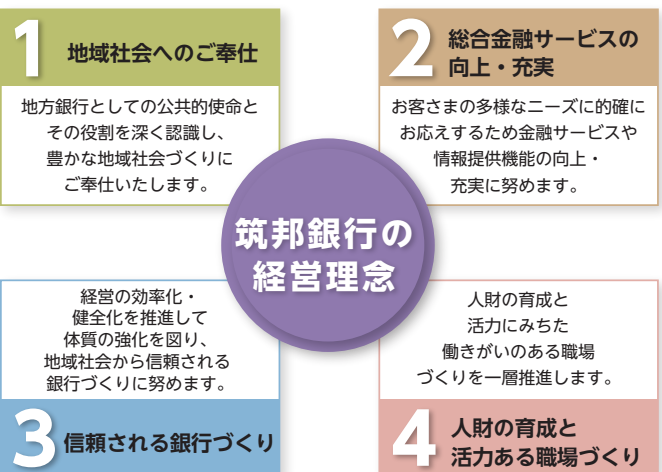 1
地域社会へのご奉仕
地方銀行としての公共的使命と
その役割を深く認識し、
豊かな地域社会づくりに
ご奉仕いたします。
2
総合金融サービスの
向上・充実
お客さまの多様なニーズに的確に
お応えするため金融サービスや
情報提供機能の向上・
充実に努めます。
筑邦銀行の
経営理念
経営の効率化・
健全化を推進して
体質の強化を図り、
地域社会から信頼される
銀行づくりに努めます。
3
信頼される銀行づくり
人財の育成と
活力にみちた
働きがいのある職場
づくりを一層推進します。
4
人財の育成と
活力ある職場づくり